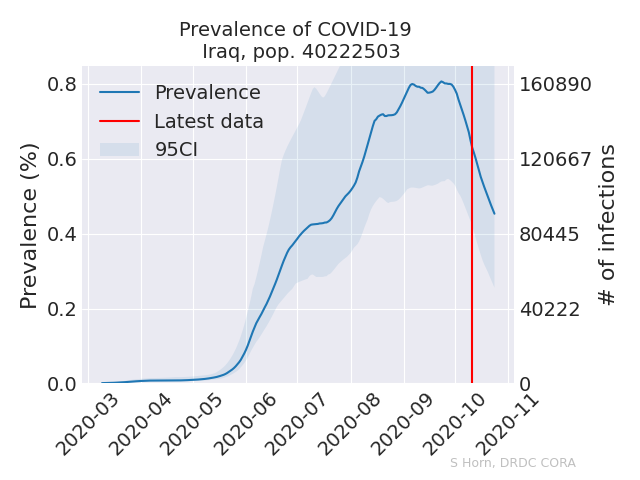 Prevalence of COVID-19
Iraq, pop. 40222503
Prevalence
Latest data
95CI
Prevalence (%)
0.8
0.6
0.4
0.2
0.0
160890
120667
80445
40222
0
# of infections
2020-03
2020-04
2020-05
2020-06
2020-07
2020-08
2020-09
2020-10
2020-11
S Horn, DRDC CORA